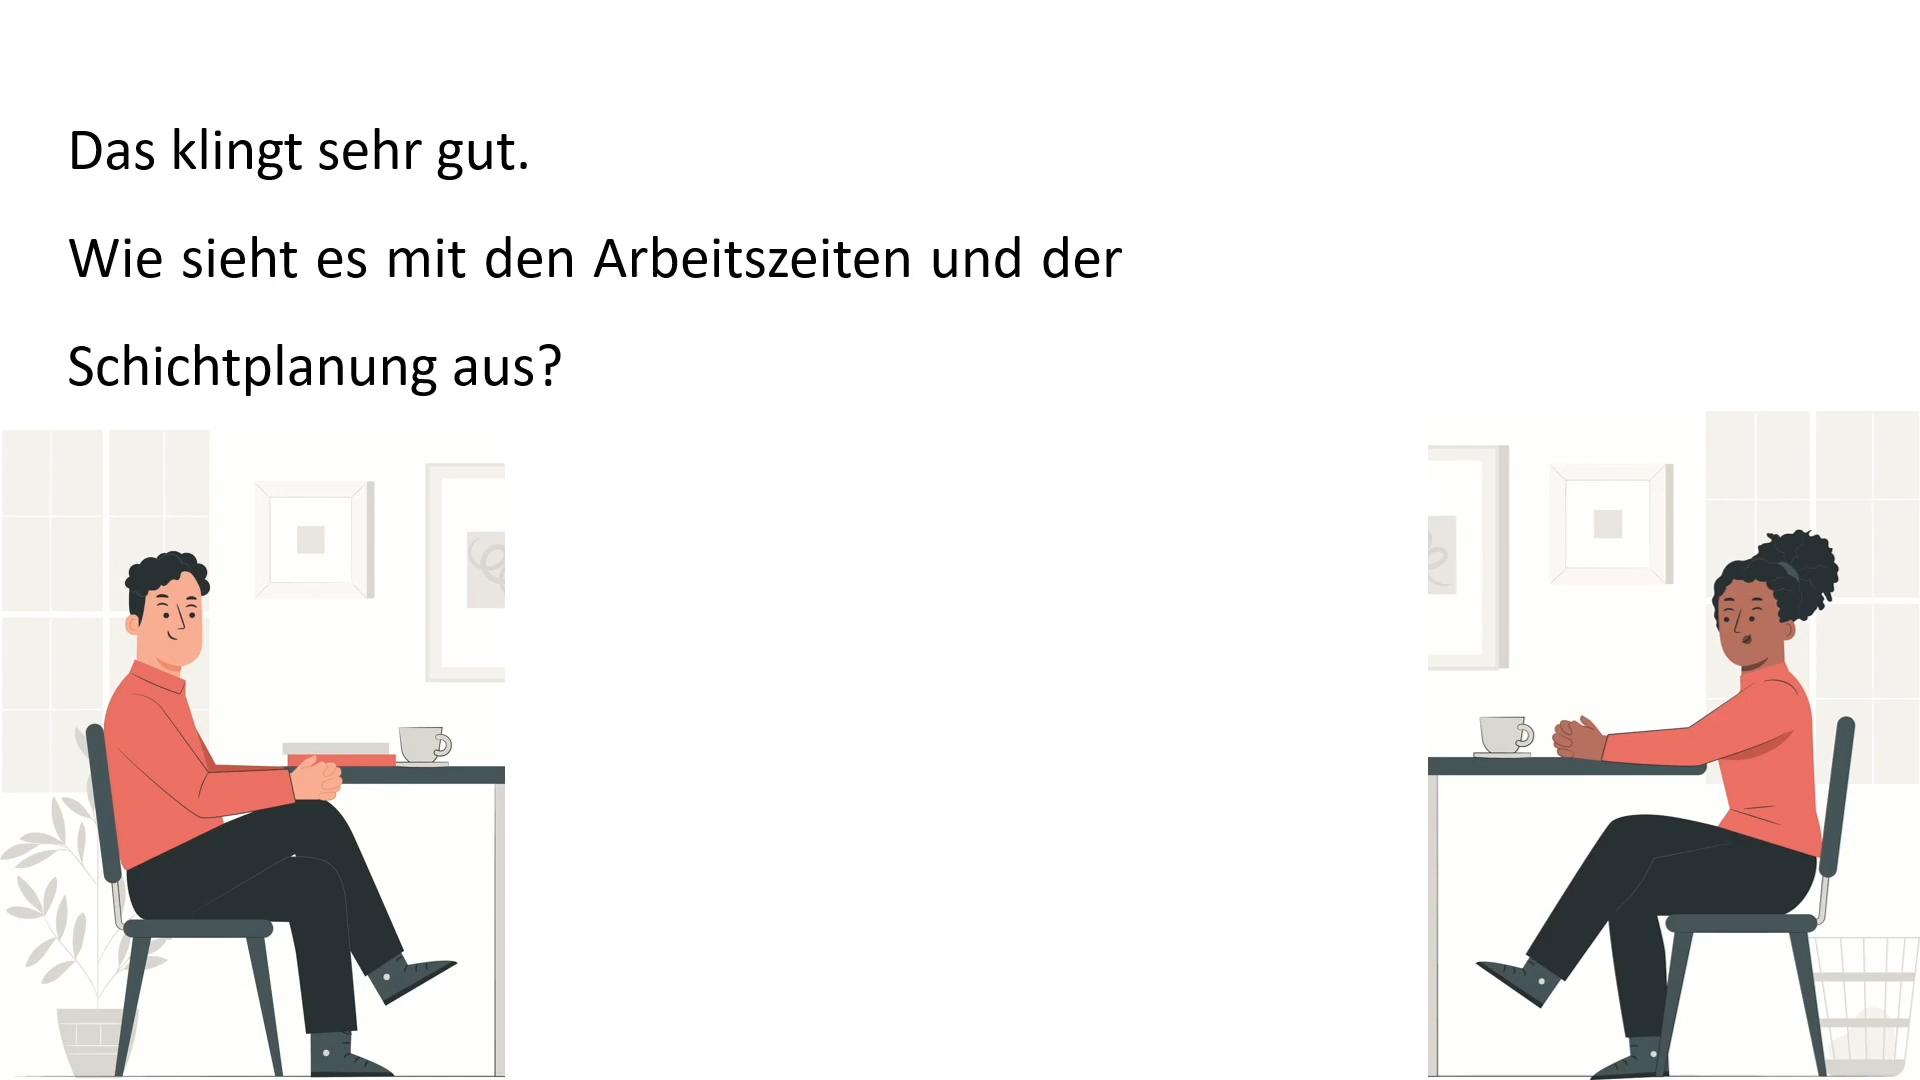 Das klingt sehr gut.
Wie sieht es mit den Arbeitszeiten und der
Schichtplanung aus?